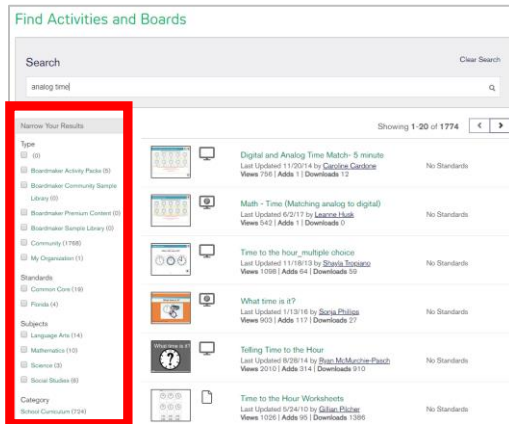 Find Activities and Boards
Search
Clear Search
analog time
Narrow Your Results
Showing 1-20 of 1774
Type
(0)
Boardmaker Activity Packs (5)
Boardmaker Community Sample
Library (0)
Boardmaker Premium Content (0)
Boardmaker Sample Library (0)
Community (1768)
My Organization (1)
Standards
Common Core (18)
Florida (4)
Subjects
Language Arts (14)
Mathematics (10)
Science (3)
Social Studies (6)
Category
School Curriculum (724)
Digital and Analog Time Match- 5 minute
Last Updated 11/20/14 by Caroline Cardone
Views 756 | Adds 1 | Downloads 12
No Standards
Math - Time (Matching analog to digital)
Last Updated 6/2/17 by Leanne Husk
Views 542 | Adds 1 | Downloads 0
No Standards
Time to the hour_multiple choice
Last Updated 11/18/13 by Shayla Tropiano
Views 1098 | Adds 64 | Downloads 59
No Standards
What time is it?
Last Updated 1/13/16 by Sonja Philips
Views 903 | Adds 117 | Downloads 27
No Standards
What time is it?
Telling Time to the Hour
Last Updated 8/28/14 by Ryan McMurchie-Pasch
Views 2010 | Adds 314 | Downloads 910
No Standards
Time to the Hour Worksheets
Last Updated 5/24/10 by Gillian Pilcher
Views 1026 | Adds 95 | Downloads 1386
No Standards